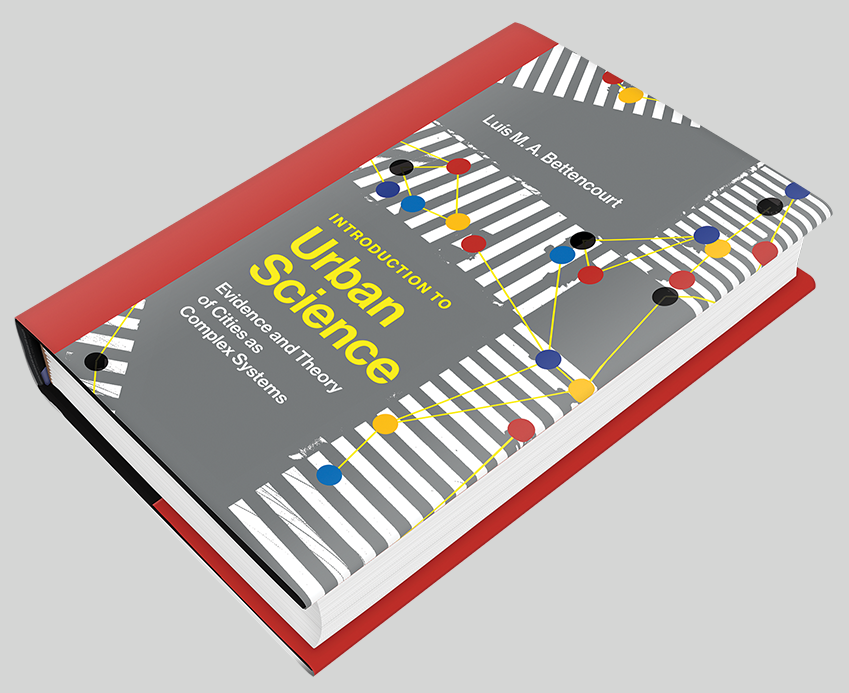 Luís M. A. Bettencourt
INTRODUCTION TO
Urban
Science
Evidence and Theory
of Cities as
Complex Systems